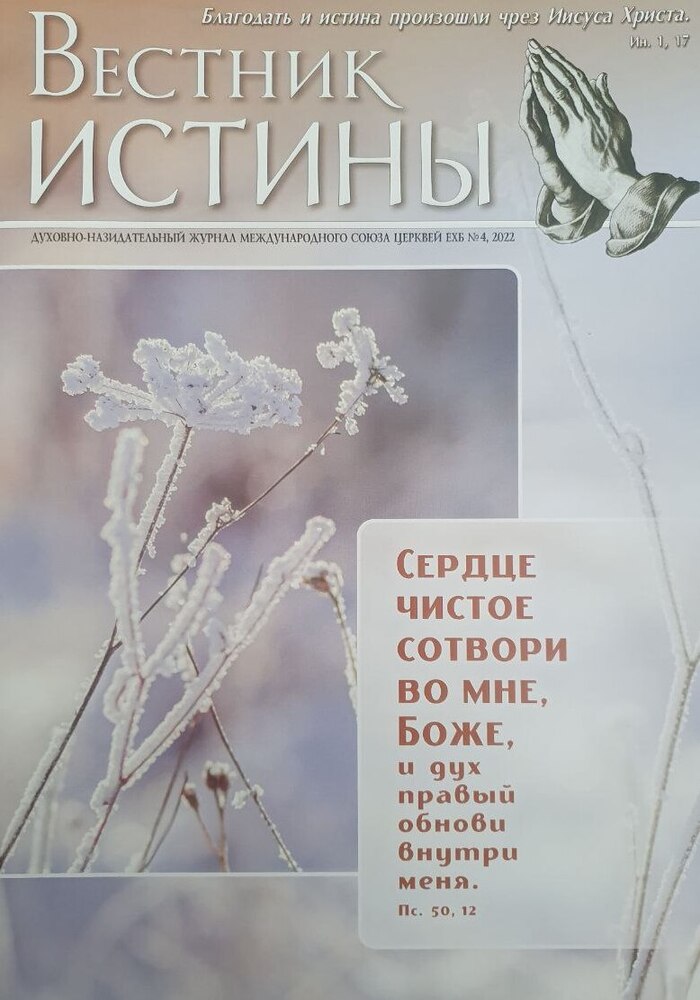 Благодать и истина произошли чрез Иисуса Христа.
Ин. 1, 17
Вестник
ИСТИНЫ
ДУХОВНО-НАЗИДАТЕЛЬНЫЙ ЖУРНАЛ МЕЖДУНАРОДНОГО СОЮЗА ЦЕРКВЕЙ ЕХБ №4, 2022
Сердце
чистое
сотвори
во мне,
Боже,
и дух
правый
обнови
внутри
меня.
Пс. 50, 12